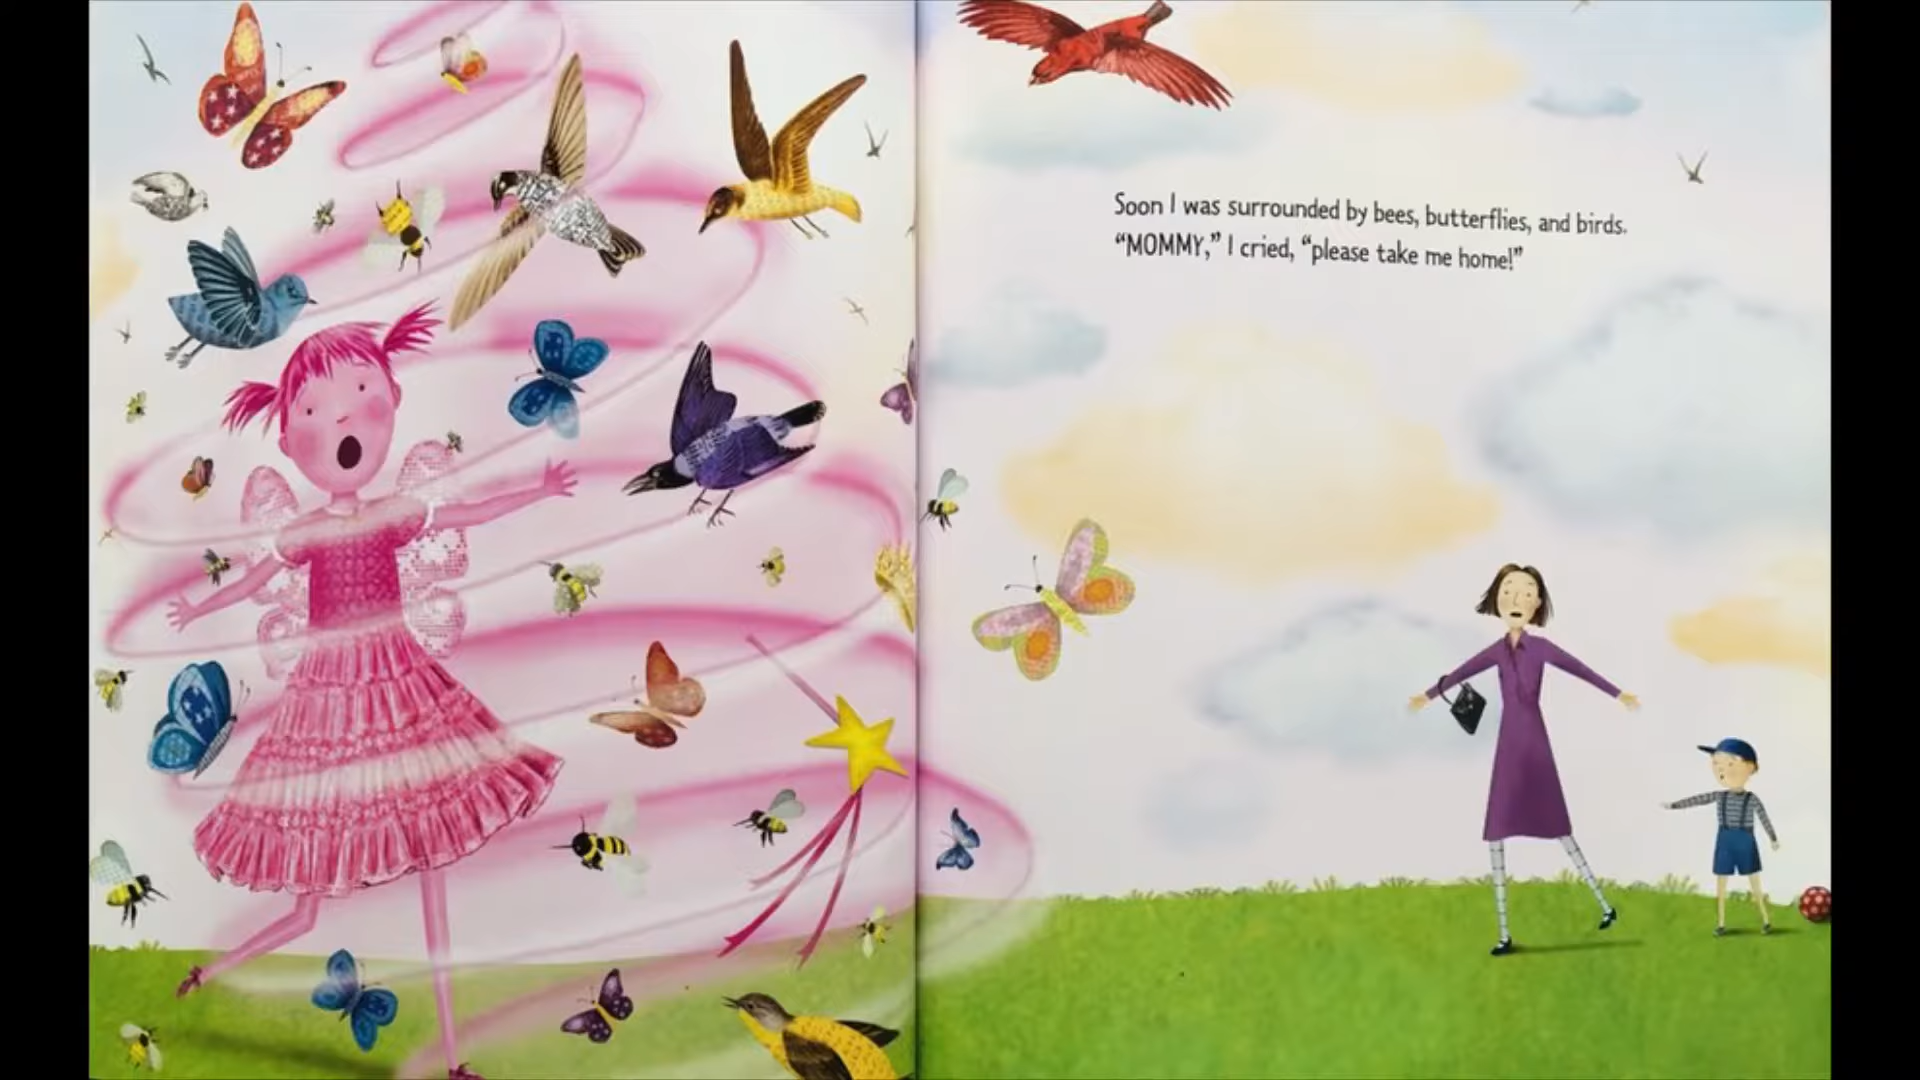 Soon I was surrounded by bees, butterflies, and birds.
“MOMMY,” I cried, “please take me home!”